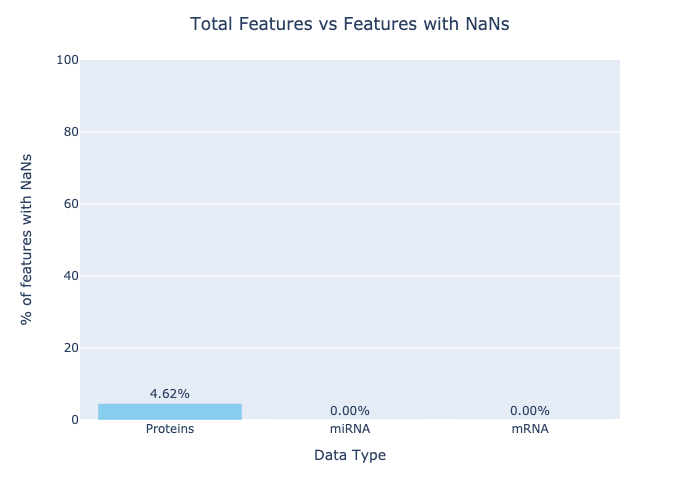 Total Features vs Features with NaNs
% of features with NaNs
100
80
60
40
20
0
4.62%
0.00%
0.00%
Proteins
miRNA
mRNA
Data Type